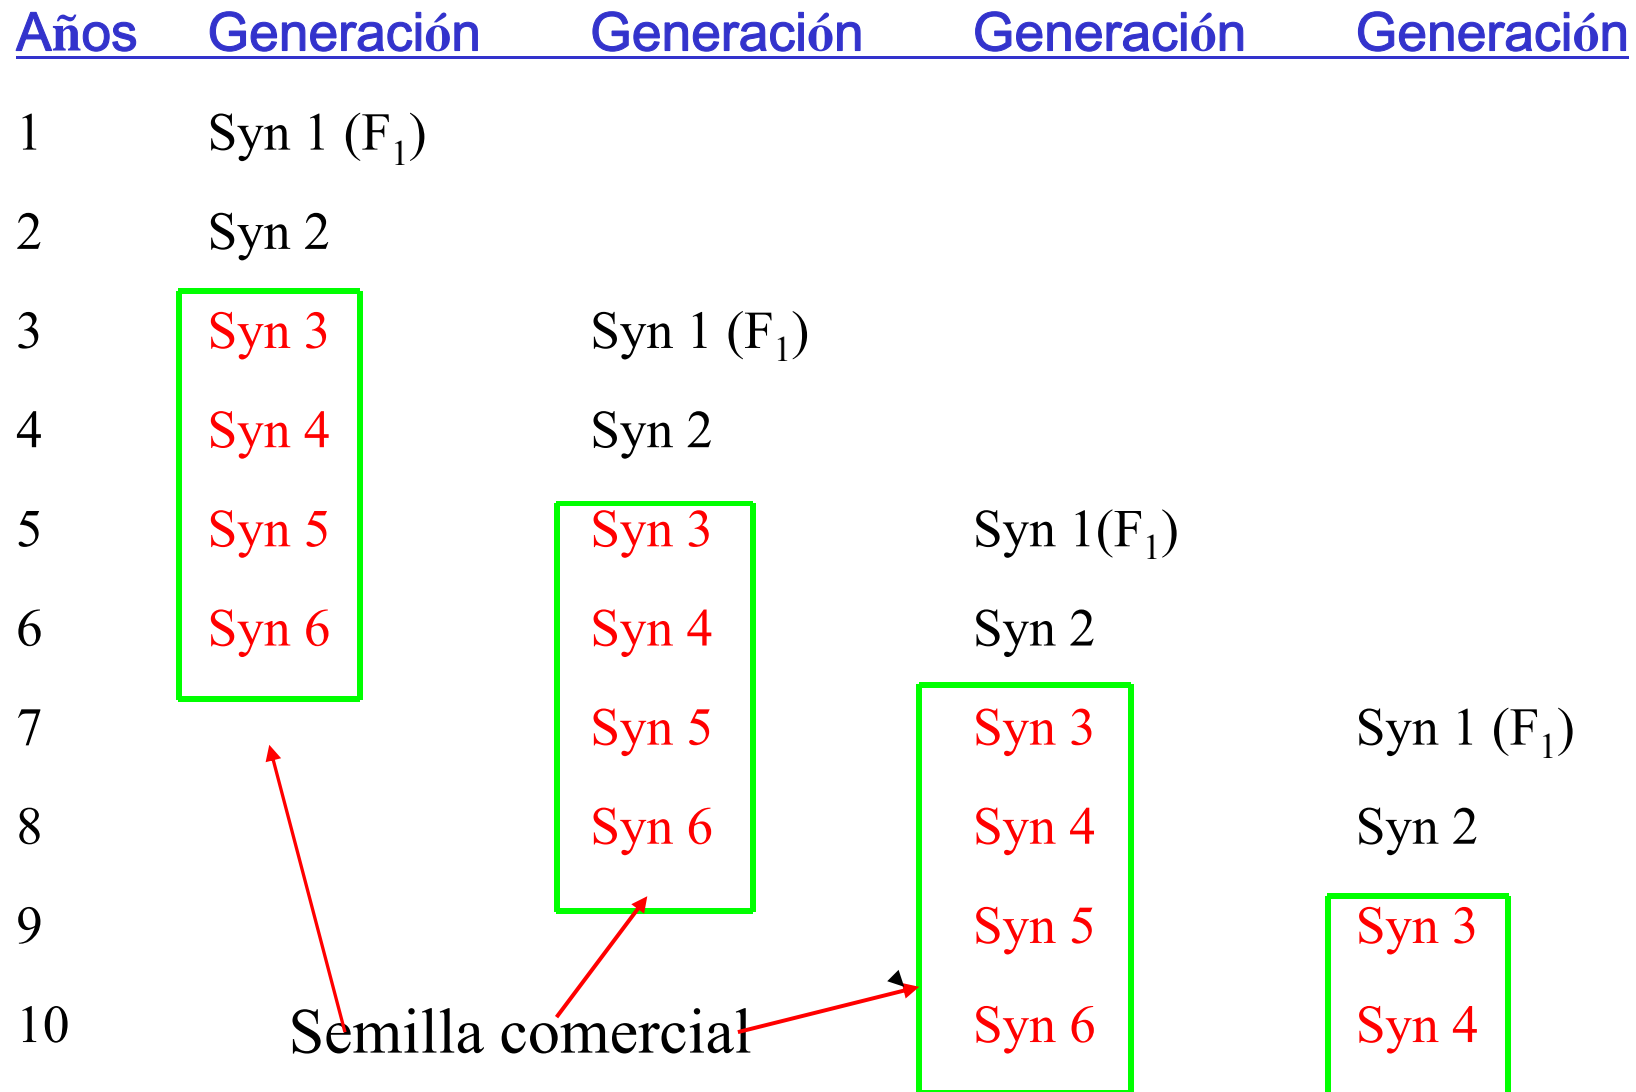 Años Generación Generación Generación Generación
1 Syn 1 (F₁)
2 Syn 2
3 Syn 3 Syn 1 (F₁)
4 Syn 4 Syn 2
5 Syn 5 Syn 3 Syn 1(F₁)
6 Syn 6 Syn 4 Syn 2
7 Syn 5 Syn 3 Syn 1 (F₁)
8 Syn 6 Syn 4 Syn 2
9 Syn 5 Syn 3
10 Semilla comercial Syn 6 Syn 4